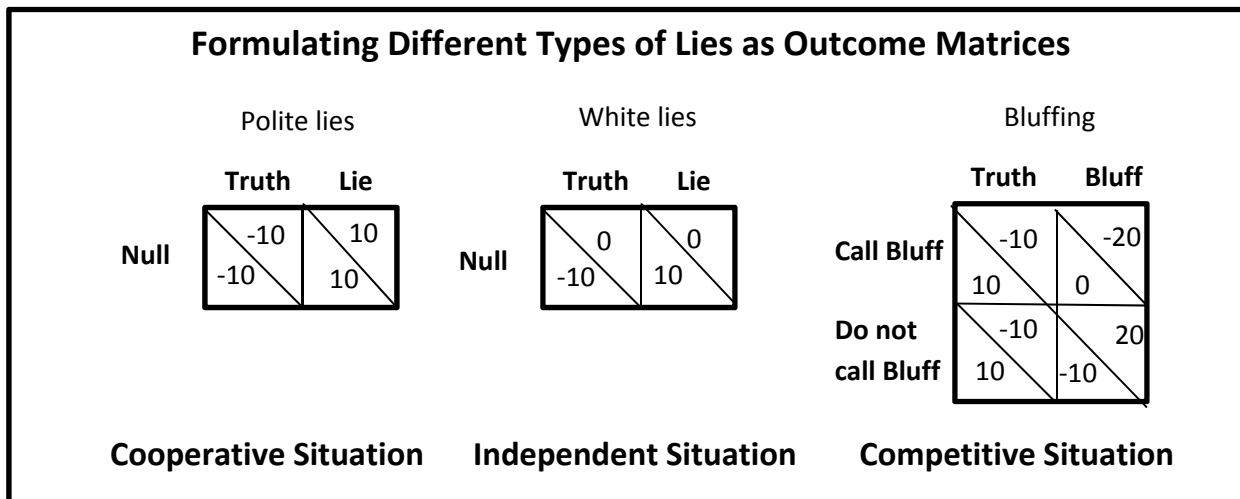 Formulating Different Types of Lies as Outcome Matrices
Polite lies
Truth Lie
Null
-10 10
-10 10
Cooperative Situation
White lies
Truth Lie
Null
0 0
-10 10
Independent Situation
Bluffing
Truth Bluff
Call Bluff
-10 -20
10 0
Do not
call Bluff
-10 20
10 -10
Competitive Situation